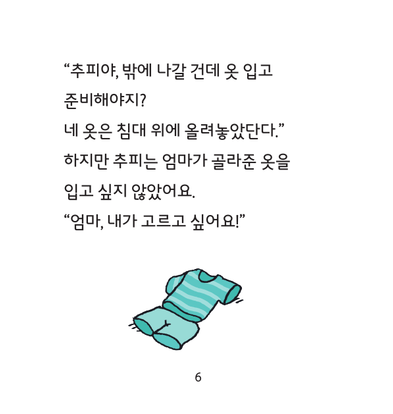 “추피야, 밖에 나갈 건데 옷 입고
준비해야지?
네 옷은 침대 위에 올려놓았단다.”
하지만 추피는 엄마가 골라준 옷을
입고 싶지 않았어요.
“엄마, 내가 고르고 싶어요!”
6